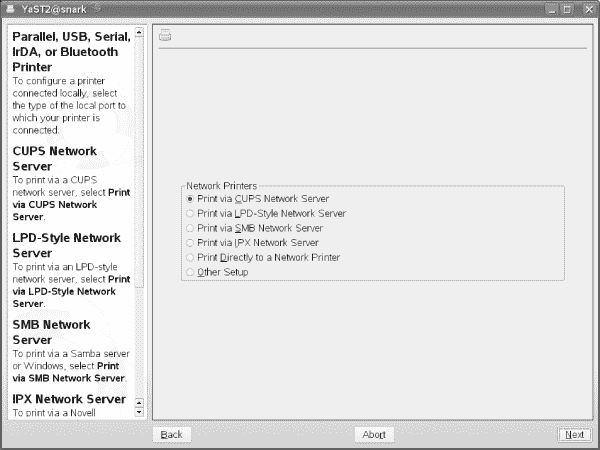 YaST2@snark
Parallel, USB, Serial,
IrDA, or Bluetooth
Printer
To configure a printer
connected locally, select
the type of the local port to
which your printer is
connected.
CUPS Network
Server
To print via a CUPS
network server, select Print
via CUPS Network
Server.
LPD-Style Network
Server
To print via an LPD-style
network server, select Print
via LPD-Style Network
Server.
SMB Network
Server
To print via a Samba server
or Windows, select Print
via SMB Network Server.
IPX Network Server
To print via a Novell
Network Printers
Print via CUPS Network Server
Print via LPD-Style Network Server
Print via SMB Network Server
Print via IPX Network Server
Print Directly to a Network Printer
Other Setup
Back
Abort
Next